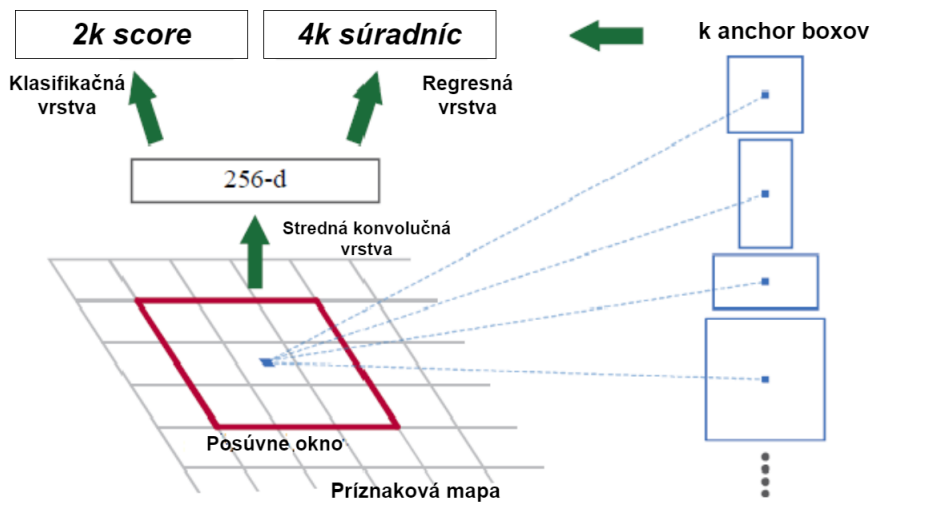 2k score
4k súradníc
k anchor boxov
Klasifikačná
vrstva
Regresná
vrstva
256-d
Stredná konvolučná
vrstva
Posúvne okno
Príznaková mapa